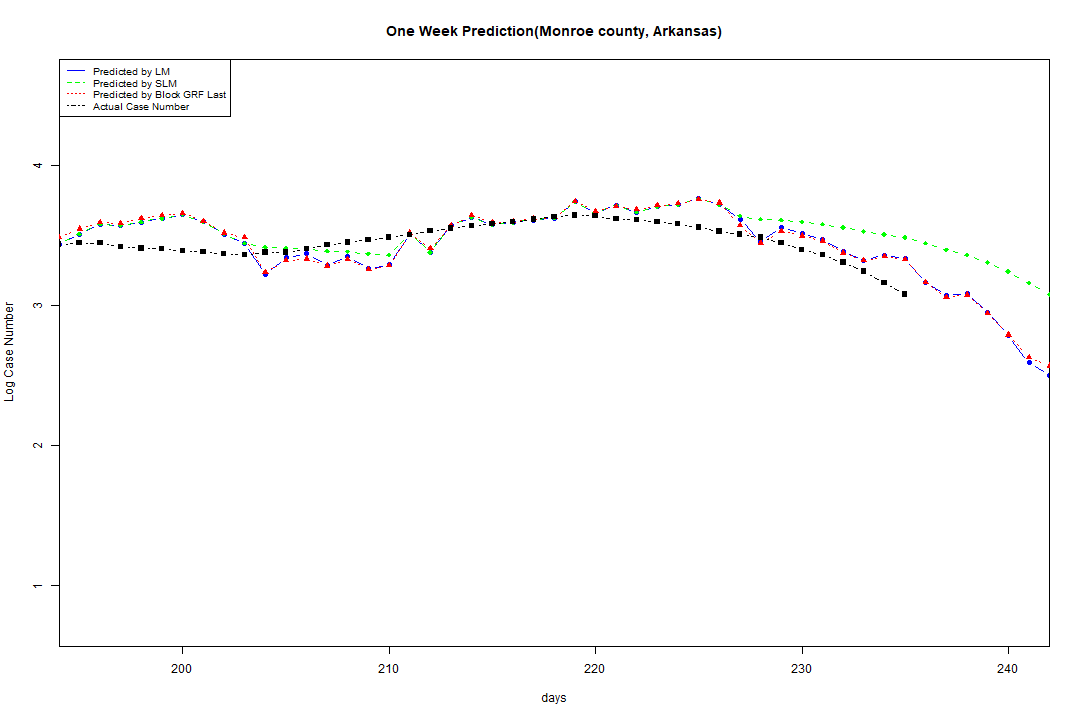 One Week Prediction(Monroe county, Arkansas)
Predicted by LM
Predicted by SLM
Predicted by Block GRF Last
Actual Case Number
4
3
2
1
Log Case Number
200 210 220 230 240
days